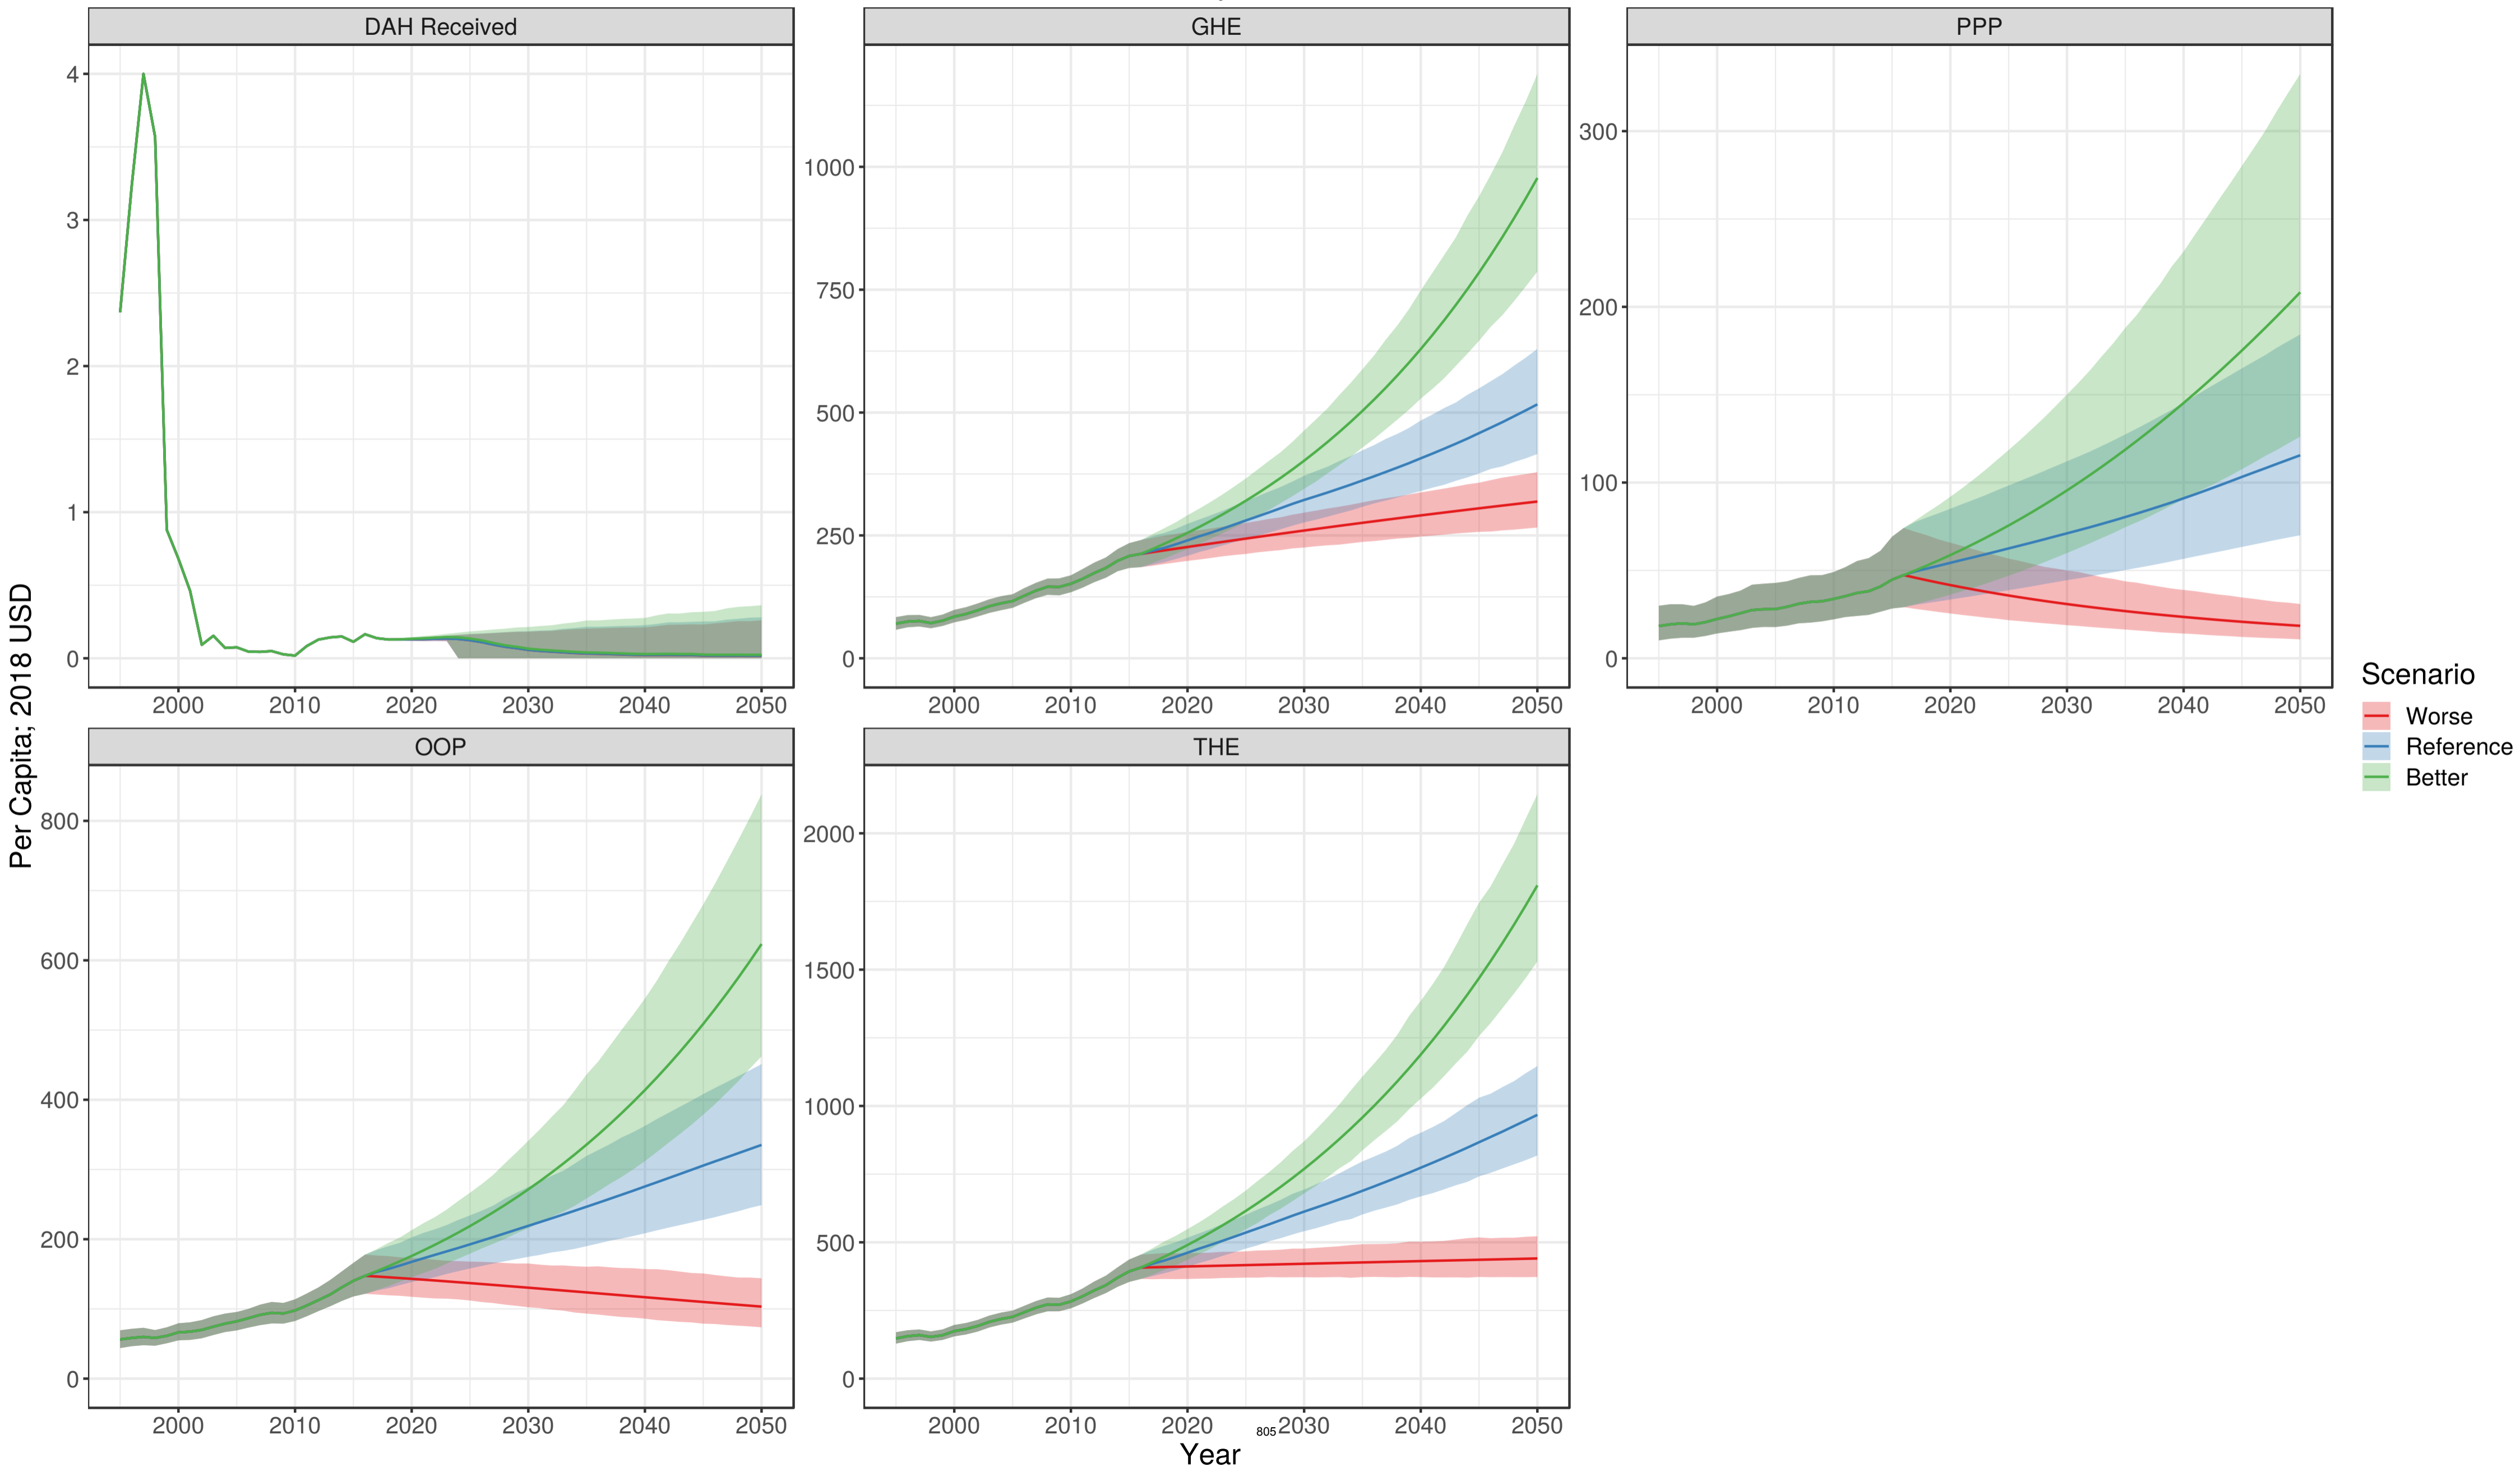 DAH Received
GHE
PPP
4
3
2
1
0
1000
750
500
250
0
300
200
100
0
2000 2010 2020 2030 2040 2050
2000 2010 2020 2030 2040 2050
2000 2010 2020 2030 2040 2050
OOP
THE
800
600
400
200
0
2000
1500
1000
500
0
2000 2010 2020 2030 2040 2050
2000 2010 2020 2030 2040 2050
Per Capita; 2018 USD
Year
805
Scenario
Worse
Reference
Better